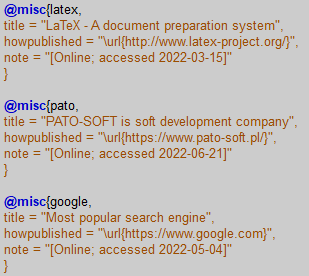 @misc{latex,
title = "LaTeX - A document preparation system",
howpublished = "\url{http://www.latex-project.org/}",
note = "[Online; accessed 2022-03-15]"
}
@misc{pato,
title = "PATO-SOFT is soft development company",
howpublished = "\url{https://www.pato-soft.pl/}",
note = "[Online; accessed 2022-06-21]"
}
@misc{google,
title = "Most popular search engine",
howpublished = "\url{https://www.google.com}",
note = "[Online; accessed 2022-05-04]"
}